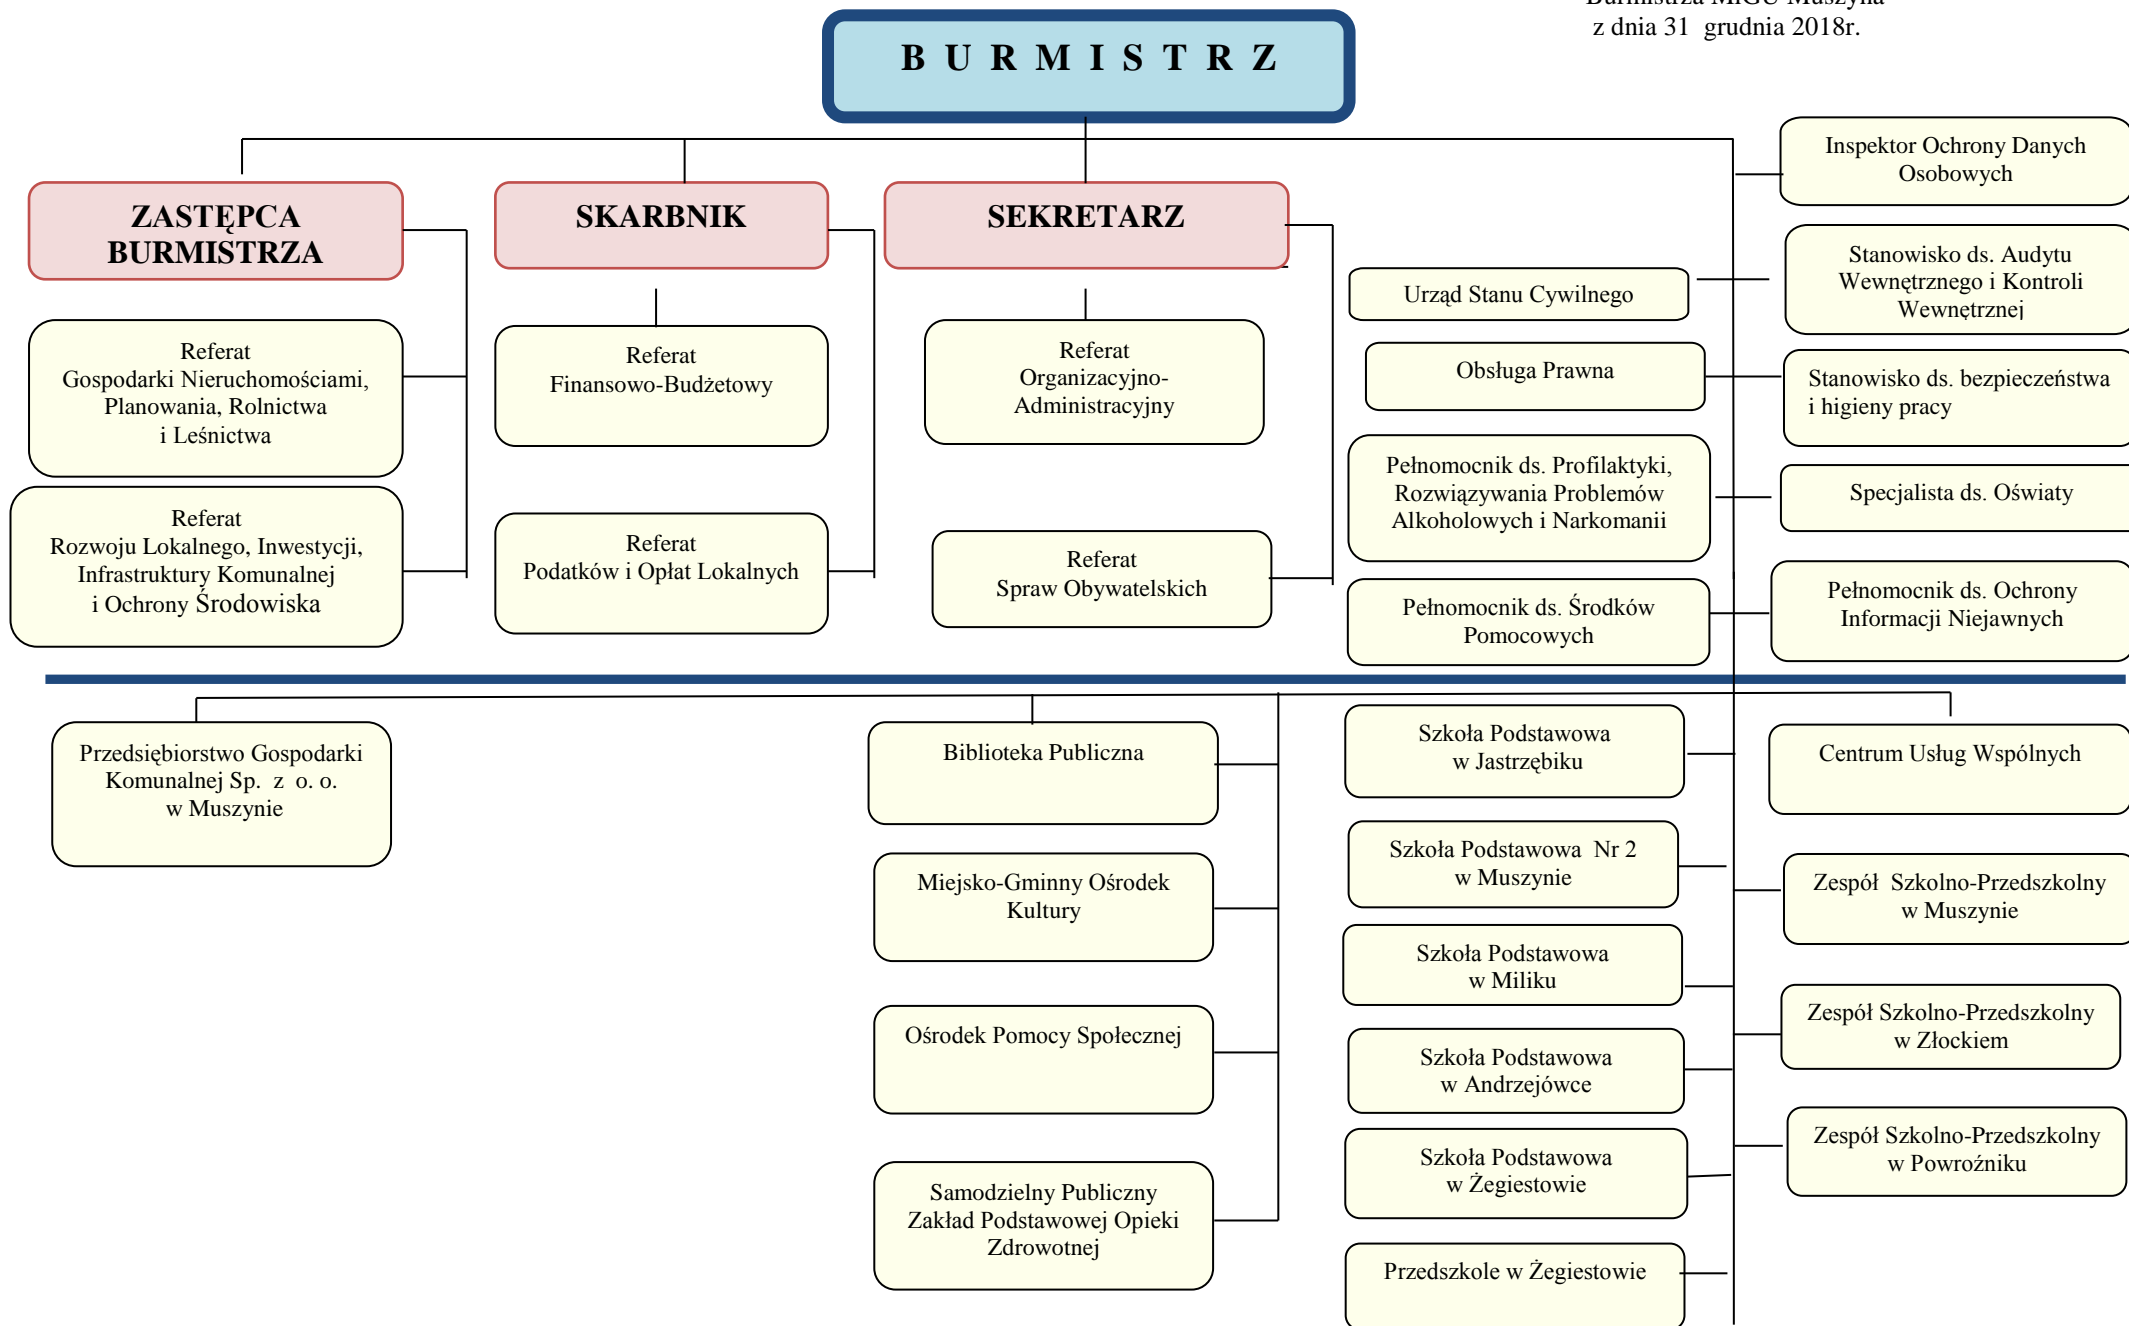 Burmistrza MiGU Muszyna
z dnia 31 grudnia 2018r.
B U R M I S T R Z
ZASTĘPCA
BURMISTRZA
SKARBNIK
SEKRETARZ
Inspektor Ochrony Danych
Osobowych
Urząd Stanu Cywilnego
Stanowisko ds. Audytu
Wewnętrznego i Kontroli
Wewnętrznej
Referat
Gospodarki Nieruchomościami,
Planowania, Rolnictwa
i Leśnictwa
Referat
Finansowo-Budżetowy
Referat
Organizacyjno-
Administracyjny
Obsługa Prawna
Stanowisko ds. bezpieczeństwa
i higieny pracy
Pełnomocnik ds. Profilaktyki,
Rozwiązywania Problemów
Alkoholowych i Narkomanii
Specjalista ds. Oświaty
Referat
Rozwoju Lokalnego, Inwestycji,
Infrastruktury Komunalnej
i Ochrony Środowiska
Referat
Podatków i Opłat Lokalnych
Referat
Spraw Obywatelskich
Pełnomocnik ds. Środków
Pomocowych
Pełnomocnik ds. Ochrony
Informacji Niejawnych
Przedsiębiorstwo Gospodarki
Komunalnej Sp. z o. o.
w Muszynie
Biblioteka Publiczna
Szkoła Podstawowa
w Jastrzębiku
Centrum Usług Wspólnych
Miejsko-Gminny Ośrodek
Kultury
Szkoła Podstawowa Nr 2
w Muszynie
Zespół Szkolno-Przedszkolny
w Muszynie
Szkoła Podstawowa
w Miliku
Ośrodek Pomocy Społecznej
Zespół Szkolno-Przedszkolny
w Złockiem
Szkoła Podstawowa
w Andrzejówce
Szkoła Podstawowa
w Żegiestowie
Zespół Szkolno-Przedszkolny
w Powroźniku
Samodzielny Publiczny
Zakład Podstawowej Opieki
Zdrowotnej
Przedszkole w Żegiestowie